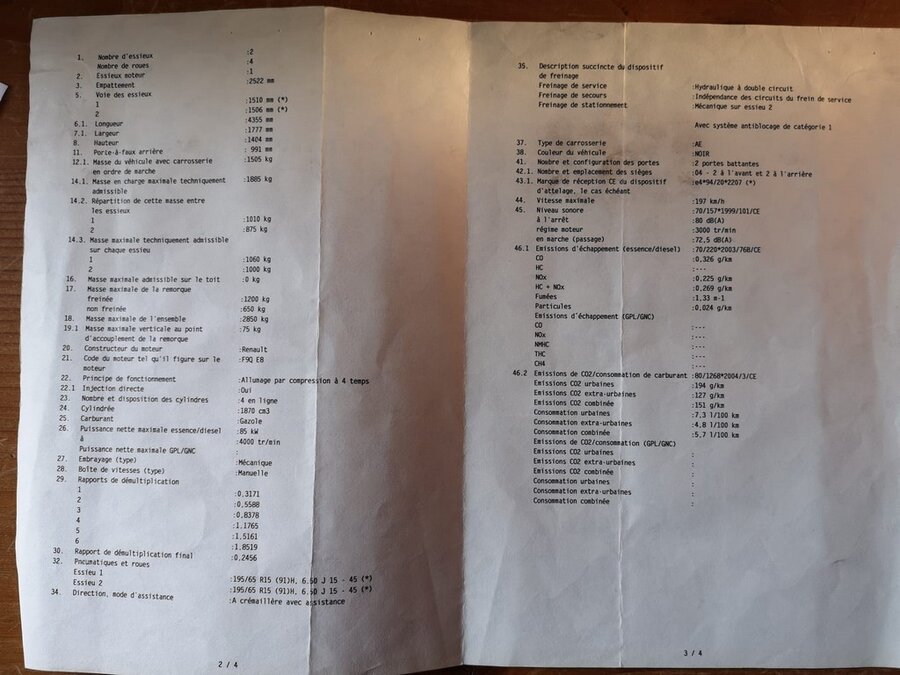 1. Nombre d'essieux :2
Nombre de roues :4
2. Essieux moteur :1
3. Empattement :2522 mm
5. Voie des essieux
1 :1510 mm (*)
2 :1506 mm (*)
6.1. Longueur :4355 mm
7.1. Largeur :1777 mm
8. Hauteur :1404 mm
11. Porte-à-faux arrière : 991 mm
12.1. Masse du véhicule avec carrosserie :1505 kg
en ordre de marche
14.1. Masse en charge maximale techniquement :1885 kg
admissible
14.2. Répartition de cette masse entre
les essieux
1 :1010 kg
2 :875 kg
14.3. Masse maximale techniquement admissible
sur chaque essieu
1 :1060 kg
2 :1000 kg
16. Masse maximale admissible sur le toit :0 kg
17. Masse maximale de la remorque
freinée :1200 kg
non freinée :650 kg
18. Masse maximale de l'ensemble :2850 kg
19.1 Masse maximale verticale au point :75 kg
d'accouplement de la remorque
20. Constructeur du moteur :Renault
21. Code du moteur tel qu'il figure sur le :F9Q E8
moteur
22. Principe de fonctionnement :Allumage par compression à 4 temps
22.1 Injection directe :Oui
23. Nombre et disposition des cylindres :4 en ligne
24. Cylindrée :1870 cm3
25. Carburant :Gazole
26. Puissance nette maximale essence/diesel :85 kW
à :4000 tr/min
Puissance nette maximale GPL/GNC :
27. Embrayage (type) :Mécanique
28. Boîte de vitesses (type) :Manuelle
29. Rapports de démultiplication
1 :0,3171
2 :0,5588
3 :0,8378
4 :1,1765
5 :1,5161
6 :1,8519
30. Rapport de démultiplication final :0,2456
32. Pneumatiques et roues
Essieu 1 :195/65 R15 (91)H, 6.50 J 15 - 45 (*)
Essieu 2 :195/65 R15 (91)H, 6.50 J 15 - 45 (*)
34. Direction, mode d'assistance :A crémaillère avec assistance
2 / 4
35. Description succincte du dispositif
de freinage
Freinage de service :Hydraulique à double circuit
Freinage de secours :Indépendance des circuits du frein de service
Freinage de stationnement :Mécanique sur essieu 2
Avec système antiblocage de catégorie 1
37. Type de carrosserie :AE
38. Couleur du véhicule :NOIR
41. Nombre et configuration des portes :2 portes battantes
42.1. Nombre et emplacement des sièges :04 - 2 à l'avant et 2 à l'arrière
43.1. Marque de réception CE du dispositif :e4*94/20*2207 (*)
d'attelage, le cas échéant
44. Vitesse maximale :197 km/h
45. Niveau sonore :70/157*1999/101/CE
à l'arrêt :80 dB(A)
régime moteur :3000 tr/min
en marche (passage) :72,5 dB(A)
46.1 Emissions d'échappement (essence/diesel) :70/220*2003/76B/CE
CO :0,326 g/km
HC :---
NOx :0,225 g/km
HC + NOx :0,269 g/km
Fumées :1,33 m-1
Particules :0,024 g/km
Emissions d'échappement (GPL/GNC)
CO :---
NOx :---
NMHC :---
THC :---
CH4 :---
46.2 Emissions de CO2/consommation de carburant :80/1268*2004/3/CE
Emissions CO2 urbaines :194 g/km
Emissions CO2 extra-urbaines :127 g/km
Emissions CO2 combinée :151 g/km
Consommation urbaines :7,3 l/100 km
Consommation extra-urbaines :4,8 l/100 km
Consommation combinée :5,7 l/100 km
Emissions de CO2/consommation (GPL/GNC)
Emissions CO2 urbaines :
Emissions CO2 extra-urbaines :
Emissions CO2 combinée :
Consommation urbaines :
Consommation extra-urbaines :
Consommation combinée :
3 / 4